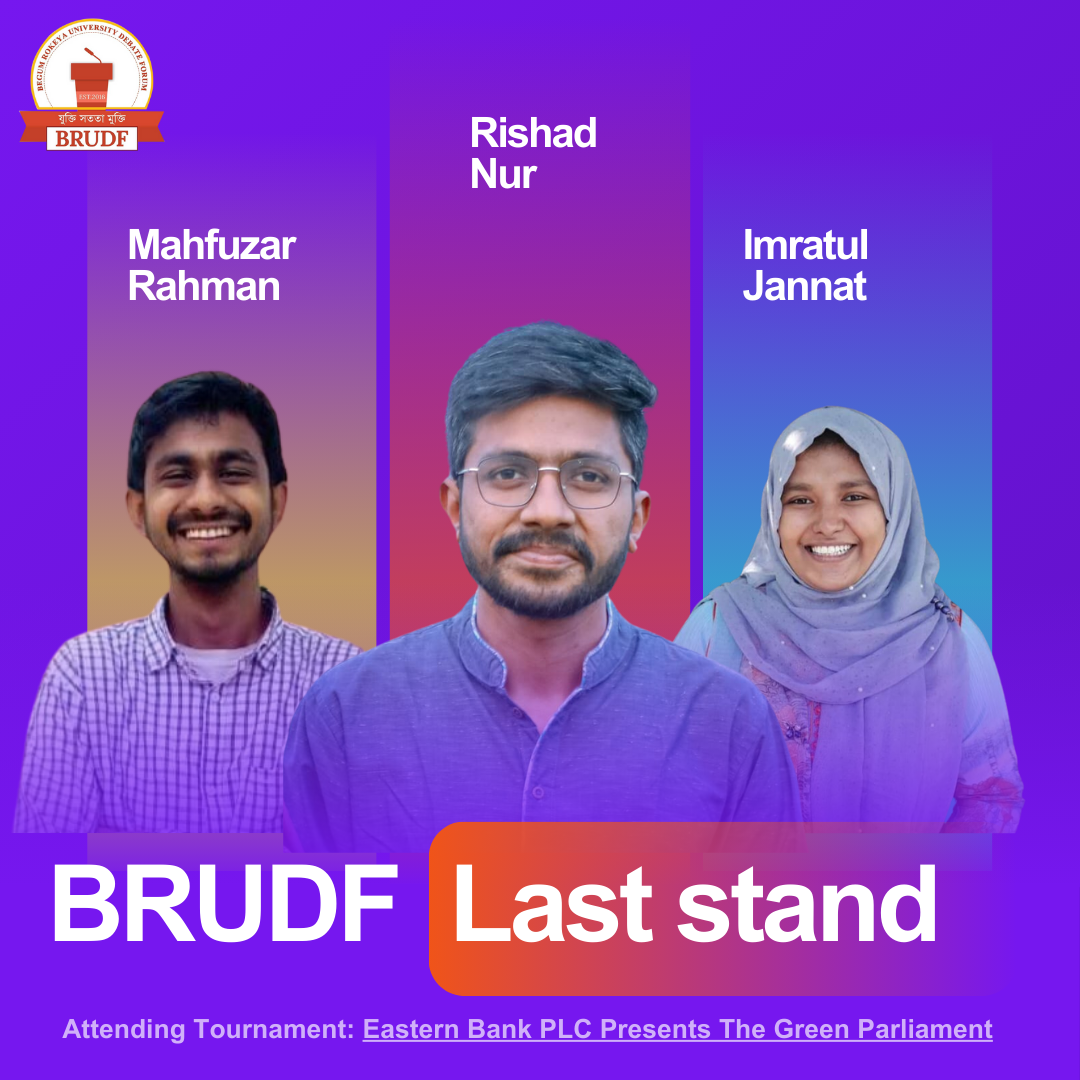 BEGUM ROKEYA UNIVERSITY DEBATE FORUM
EST.2016
যুক্তি সততা মুক্তি
BRUDF
Rishad
Nur
Mahfuzar
Rahman
Imratul
Jannat
BRUDF Last stand
Attending Tournament: Eastern Bank PLC Presents The Green Parliament